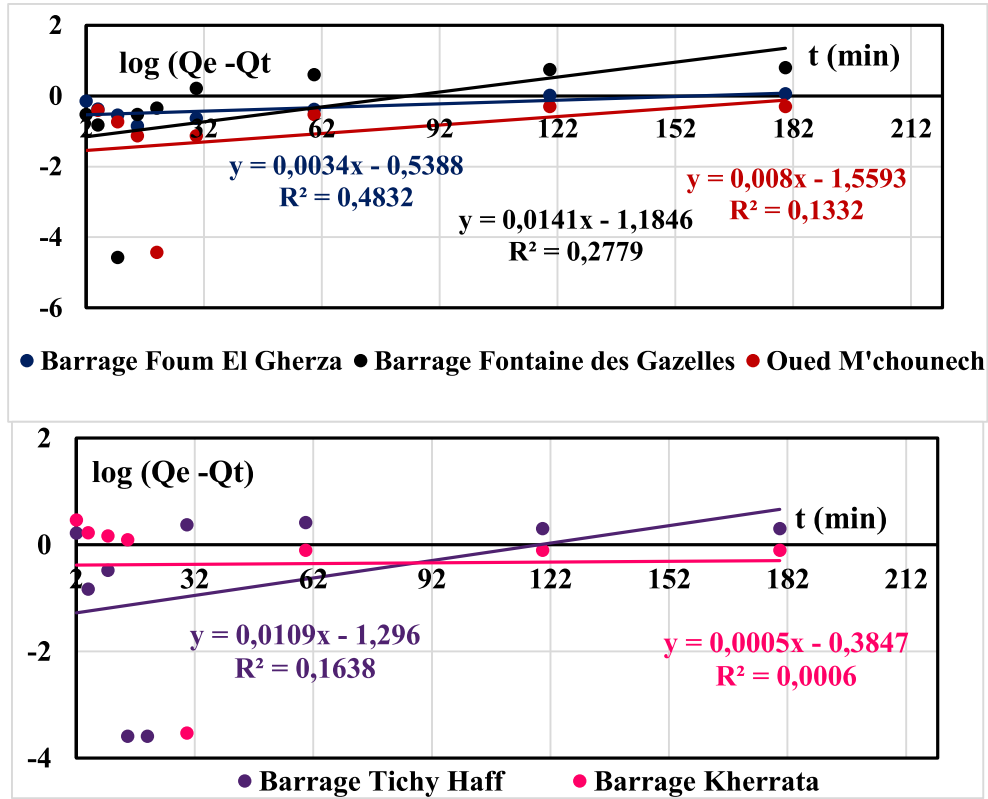 2
log (Qe -Qt
t (min)
0
2 32 62 92 122 152 182 212
y = 0,0034x - 0,5388
R² = 0,4832
y = 0,008x - 1,5593
R² = 0,1332
-2
y = 0,0141x - 1,1846
R² = 0,2779
-4
-6
Barrage Foum El Gherza Barrage Fontaine des Gazelles Oued M'chounech
2
log (Qe -Qt)
t (min)
0
2 32 62 92 122 152 182 212
y = 0,0109x - 1,296
R² = 0,1638
y = 0,0005x - 0,3847
R² = 0,0006
-2
-4
Barrage Tichy Haff Barrage Kherrata